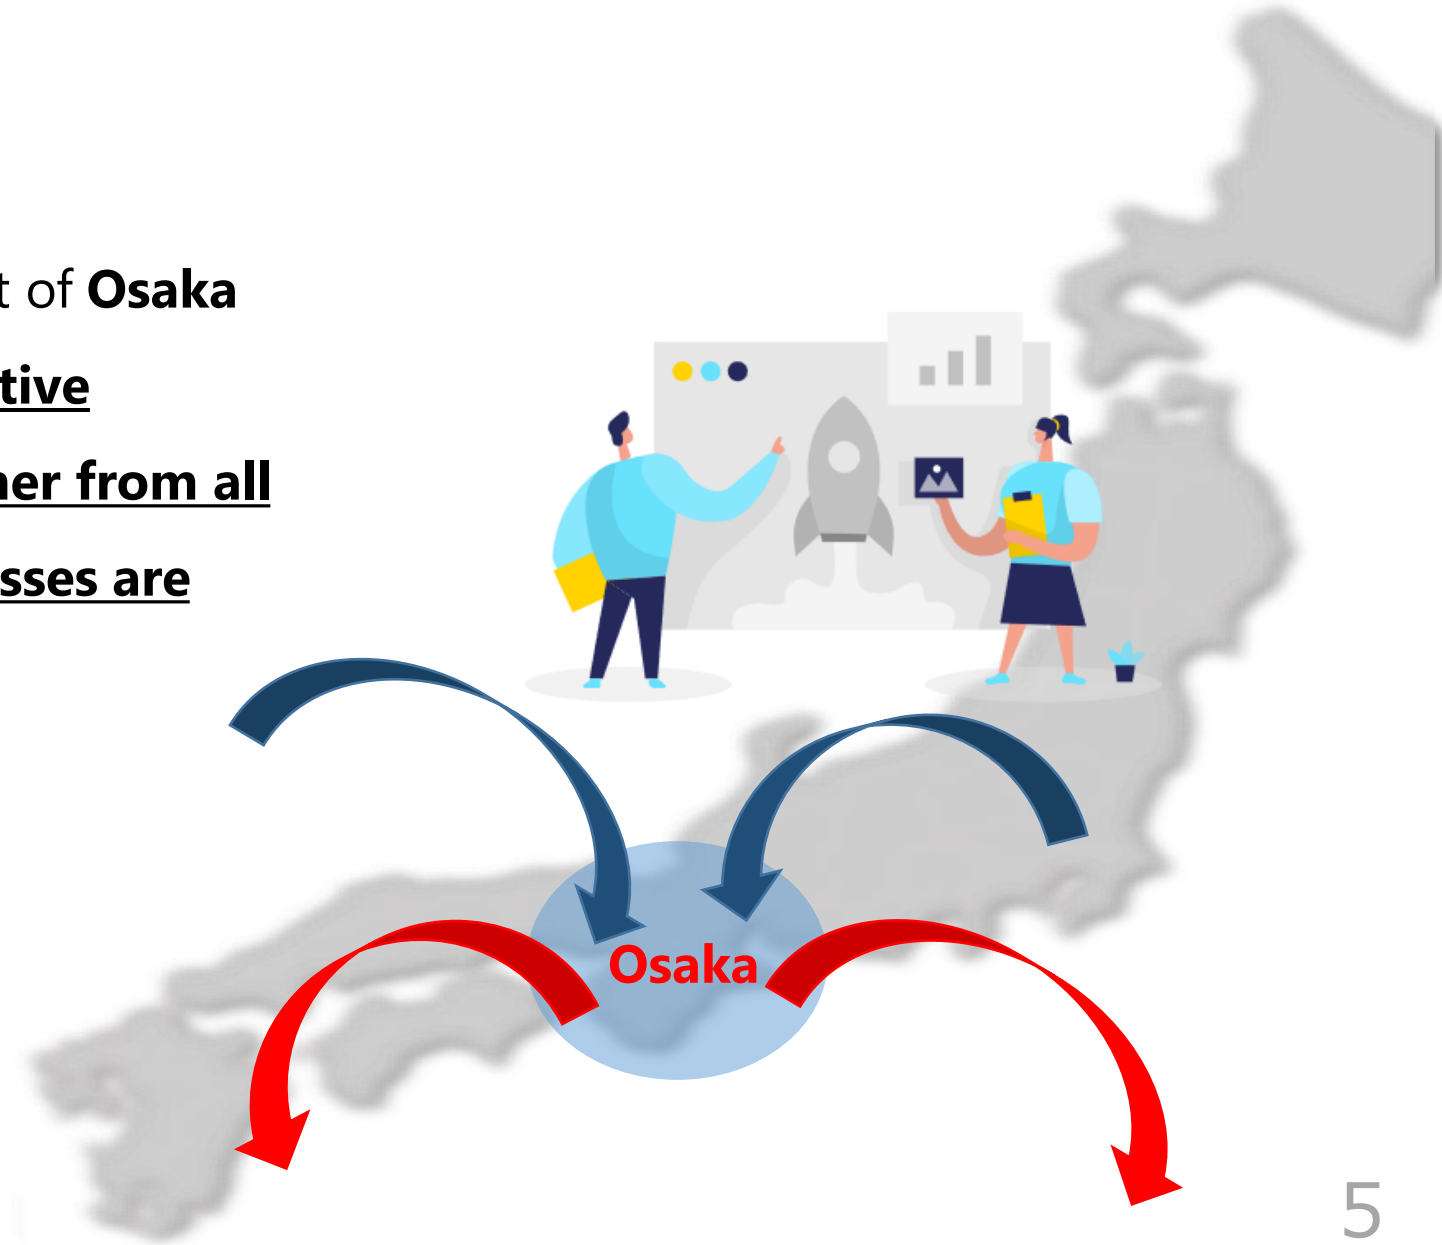 t of Osaka
tive
ner from all
sses are
Osaka
5